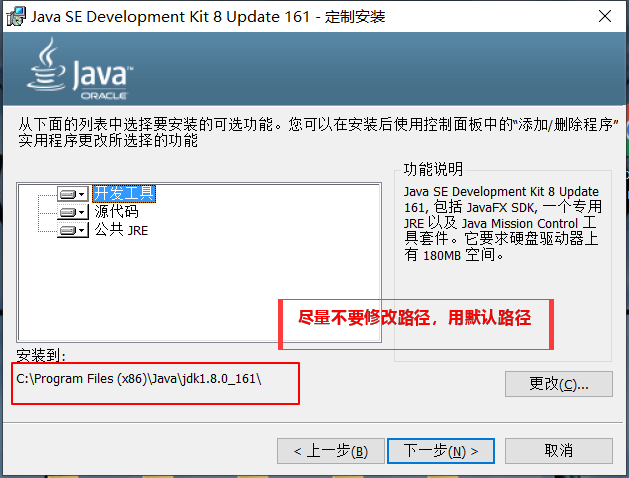 Java SE Development Kit 8 Update 161 - 定制安装
Java™
ORACLE
从下面的列表中选择要安装的可选功能。您可以在安装后使用控制面板中的“添加/删除程序”
实用程序更改所选择的功能
功能说明
开发工具
源代码
公共 JRE
Java SE Development Kit 8 Update
161, 包括 JavaFX SDK, 一个专用
JRE 以及 Java Mission Control 工
具套件。它要求硬盘驱动器上
有 180MB 空间。
尽量不要修改路径，用默认路径
安装到:
C:\Program Files (x86)\Java\jdk1.8.0_161\
更改(C)...
< 上一步(B)
下一步(N) >
取消